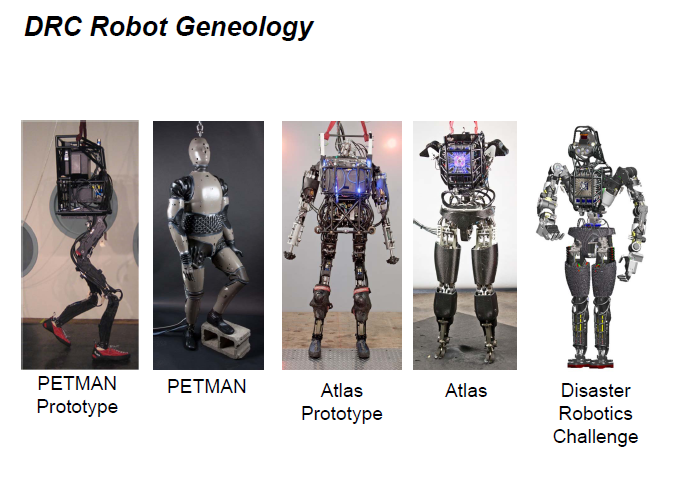 DRC Robot Geneology
PETMAN
Prototype
PETMAN
Atlas
Prototype
Atlas
Disaster
Robotics
Challenge